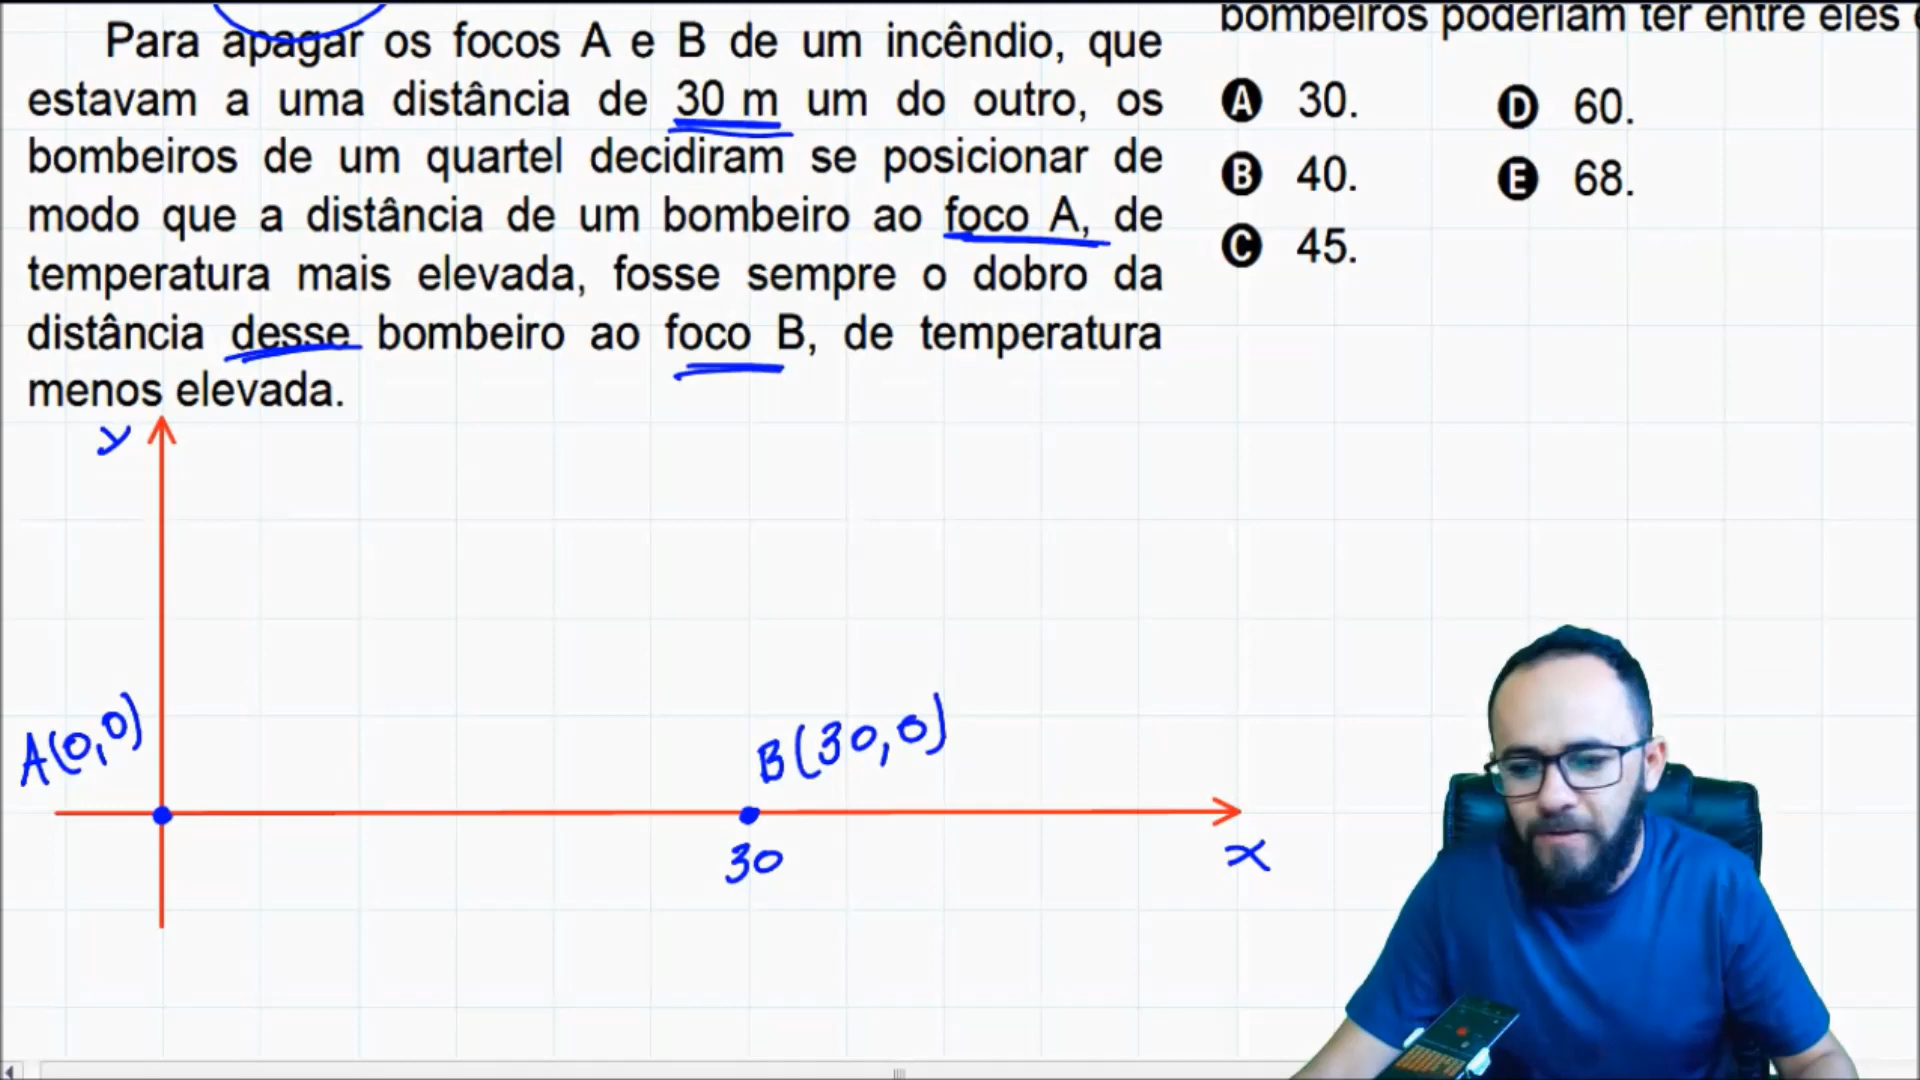 Para apagar os focos A e B de um incêndio, que
estavam a uma distância de 30 m um do outro, os
bombeiros de um quartel decidiram se posicionar de
modo que a distância de um bombeiro ao foco A, de
temperatura mais elevada, fosse sempre o dobro da
distância desse bombeiro ao foco B, de temperatura
menos elevada.
bombeiros poderiam ter entre eles
A 30.
B 40.
C 45.
D 60.
E 68.
y
A(0,0)
B(30,0)
30
x